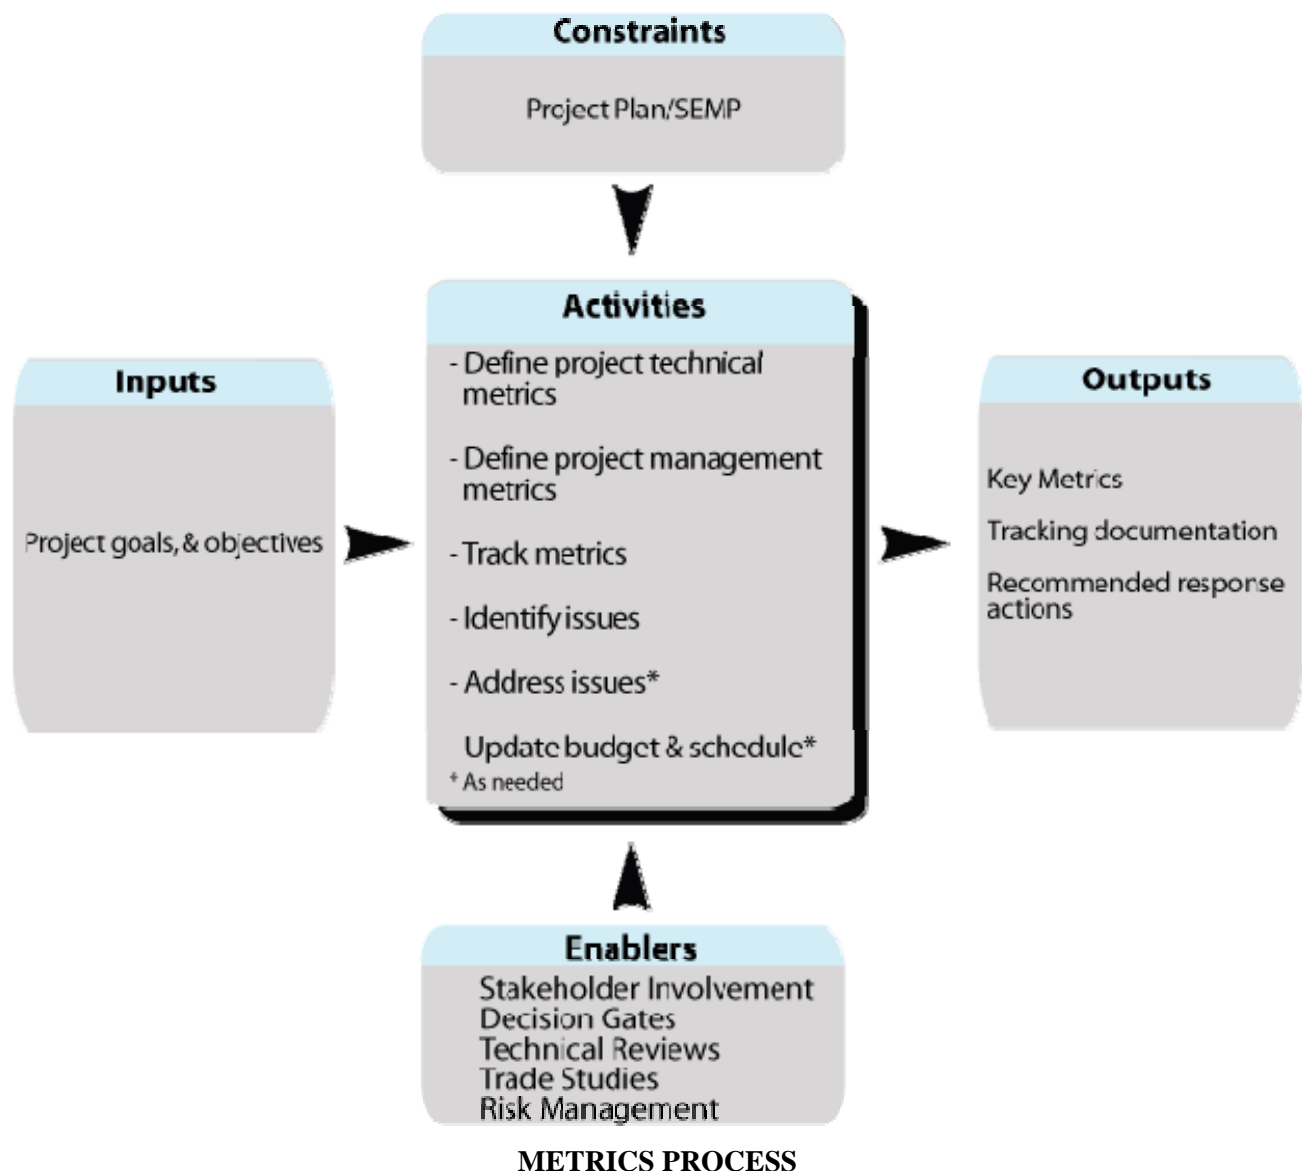 Constraints
Project Plan/SEMP
Activities
- Define project technical
metrics
- Define project management
metrics
- Track metrics
- Identify issues
- Address issues*
Update budget & schedule*
* As needed
Inputs
Project goals, & objectives
Outputs
Key Metrics
Tracking documentation
Recommended response
actions
Enablers
Stakeholder Involvement
Decision Gates
Technical Reviews
Trade Studies
Risk Management
METRICS PROCESS